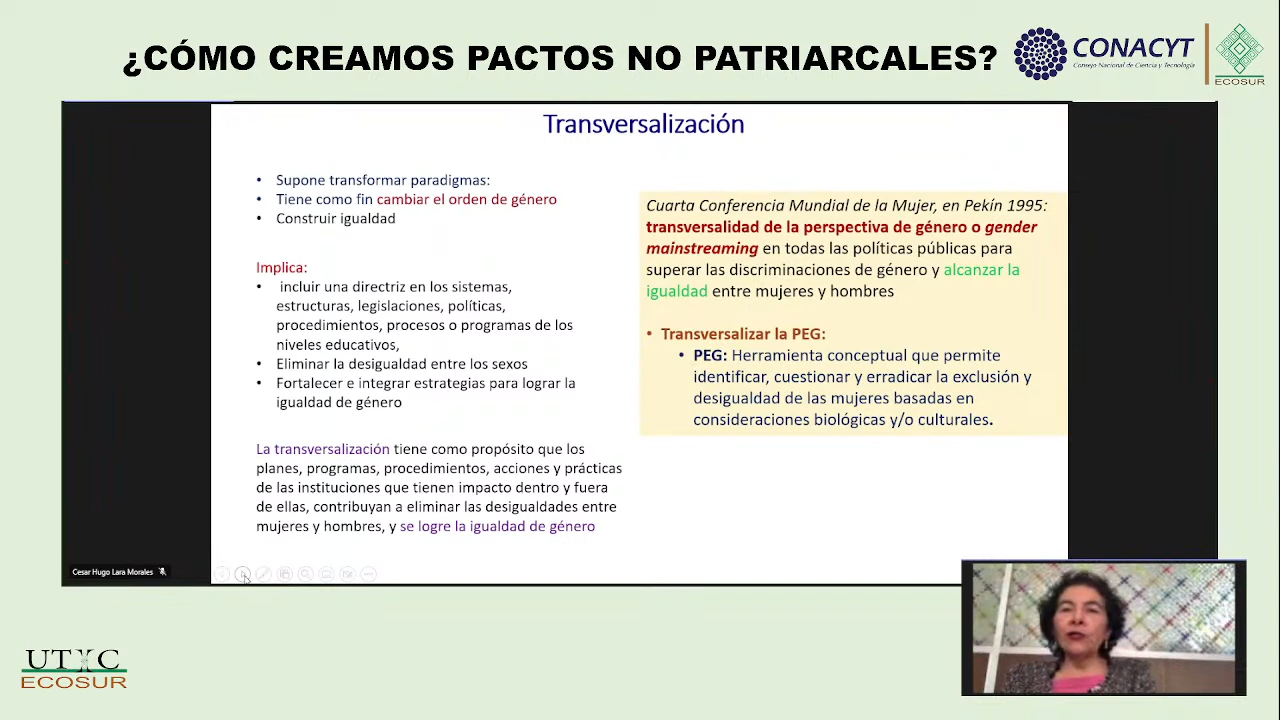 ¿CÓMO CREAMOS PACTOS NO PATRIARCALES?
CONACYT
Consejo Nacional de Ciencia y Tecnología
ECOSUR
Transversalización
• Supone transformar paradigmas:
• Tiene como fin cambiar el orden de género
• Construir igualdad
Implica:
• incluir una directriz en los sistemas,
estructuras, legislaciones, políticas,
procedimientos, procesos o programas de los
niveles educativos,
• Eliminar la desigualdad entre los sexos
• Fortalecer e integrar estrategias para lograr la
igualdad de género
La transversalización tiene como propósito que los
planes, programas, procedimientos, acciones y prácticas
de las instituciones que tienen impacto dentro y fuera
de ellas, contribuyan a eliminar las desigualdades entre
mujeres y hombres, y se logre la igualdad de género
Cuarta Conferencia Mundial de la Mujer, en Pekín 1995:
transversalidad de la perspectiva de género o gender
mainstreaming en todas las políticas públicas para
superar las discriminaciones de género y alcanzar la
igualdad entre mujeres y hombres
• Transversalizar la PEG:
• PEG: Herramienta conceptual que permite
identificar, cuestionar y erradicar la exclusión y
desigualdad de las mujeres basadas en
consideraciones biológicas y/o culturales.
Cesar Hugo Lara Morales
UTYC
ECOSUR